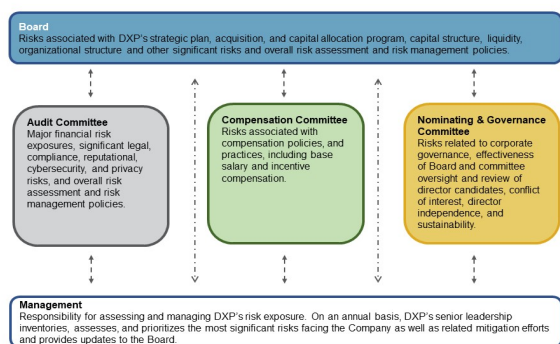 Board
Risks associated with DXP's strategic plan, acquisition, and capital allocation program, capital structure, liquidity,
organizational structure and other significant risks and overall risk assessment and risk management policies.
Audit Committee
Major financial risk
exposures, significant legal,
compliance, reputational,
cybersecurity, and privacy
risks, and overall risk
assessment and risk
management policies.
Compensation Committee
Risks associated with
compensation policies, and
practices, including base
salary and incentive
compensation.
Nominating & Governance
Committee
Risks related to corporate
governance, effectiveness
of Board and committee
oversight and review of
director candidates, conflict
of interest, director
independence, and
sustainability.
Management
Responsibility for assessing and managing DXP's risk exposure. On an annual basis, DXP's senior leadership
inventories, assesses, and prioritizes the most significant risks facing the Company as well as related mitigation efforts
and provides updates to the Board.